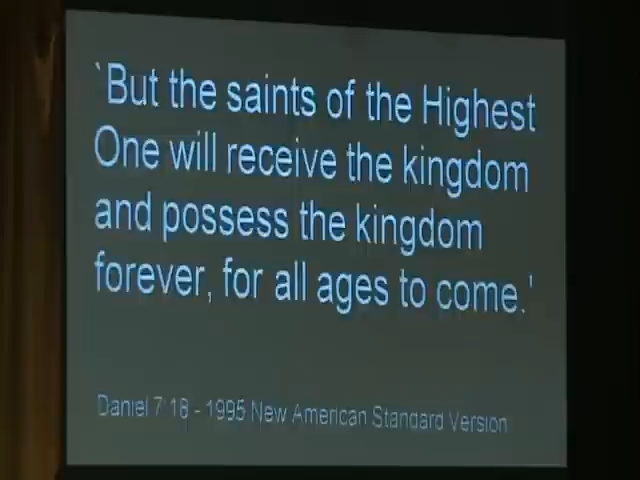 `But the saints of the Highest
One will receive the kingdom
and possess the kingdom
forever, for all ages to come.'
Daniel 7:18 - 1995 New American Standard Version